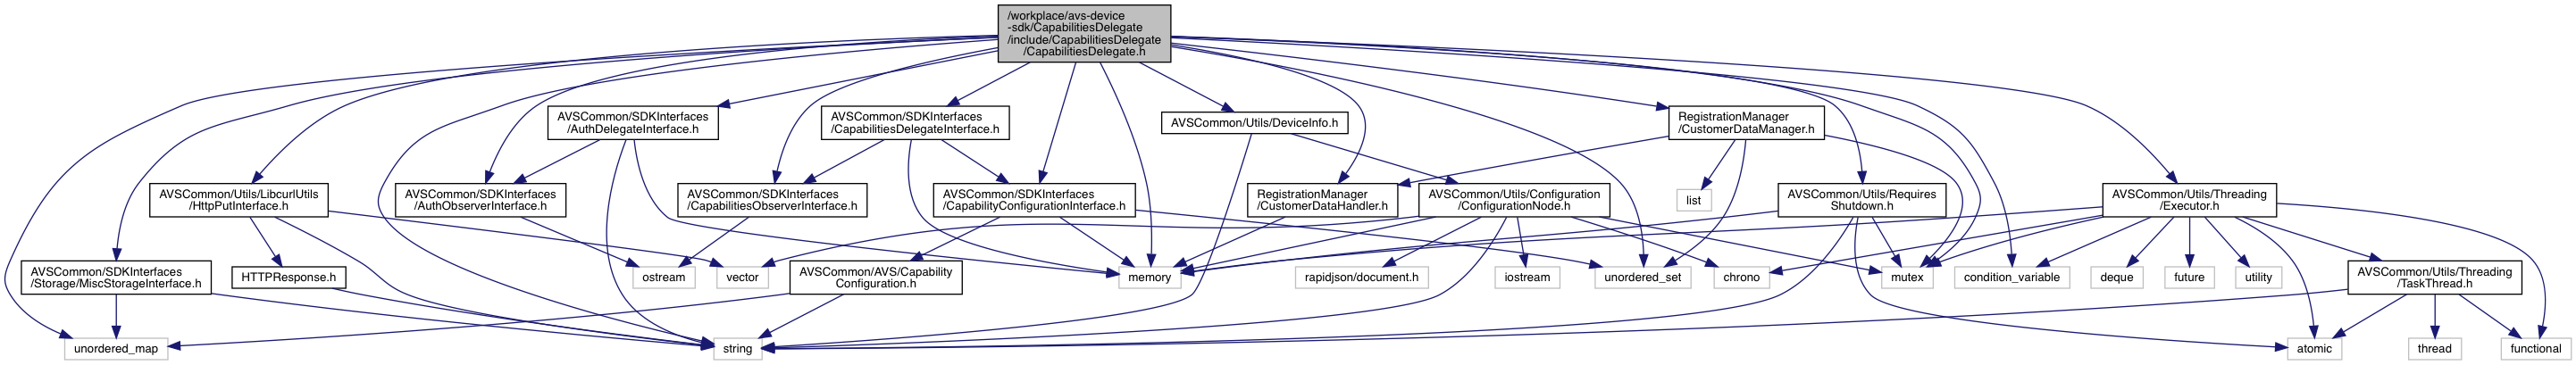 /workplace/avs-device
-sdk/CapabilitiesDelegate
/include/CapabilitiesDelegate
/CapabilitiesDelegate.h
AVSCommon/SDKInterfaces
/AuthDelegateInterface.h
AVSCommon/SDKInterfaces
/CapabilitiesDelegateInterface.h
AVSCommon/Utils/DeviceInfo.h
RegistrationManager
/CustomerDataManager.h
AVSCommon/Utils/LibcurlUtils
/HttpPutInterface.h
AVSCommon/SDKInterfaces
/AuthObserverInterface.h
AVSCommon/SDKInterfaces
/CapabilitiesObserverInterface.h
AVSCommon/SDKInterfaces
/CapabilityConfigurationInterface.h
RegistrationManager
/CustomerDataHandler.h
AVSCommon/Utils/Configuration
/ConfigurationNode.h
list
AVSCommon/Utils/Requires
Shutdown.h
AVSCommon/Utils/Threading
/Executor.h
AVSCommon/SDKInterfaces
/Storage/MiscStorageInterface.h
HTTPResponse.h
ostream
vector
AVSCommon/AVS/Capability
Configuration.h
memory
rapidjson/document.h
iostream
unordered_set
chrono
mutex
condition_variable
deque
future
utility
AVSCommon/Utils/Threading
/TaskThread.h
unordered_map
string
atomic
thread
functional